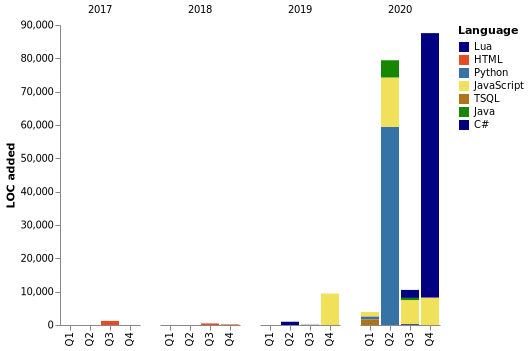 2017 2018 2019 2020
Language
Lua
HTML
Python
JavaScript
TSQL
Java
C#
LOC added
90,000
80,000
70,000
60,000
50,000
40,000
30,000
20,000
10,000
0
Q1 Q2 Q3 Q4 Q1 Q2 Q3 Q4 Q1 Q2 Q3 Q4 Q1 Q2 Q3 Q4